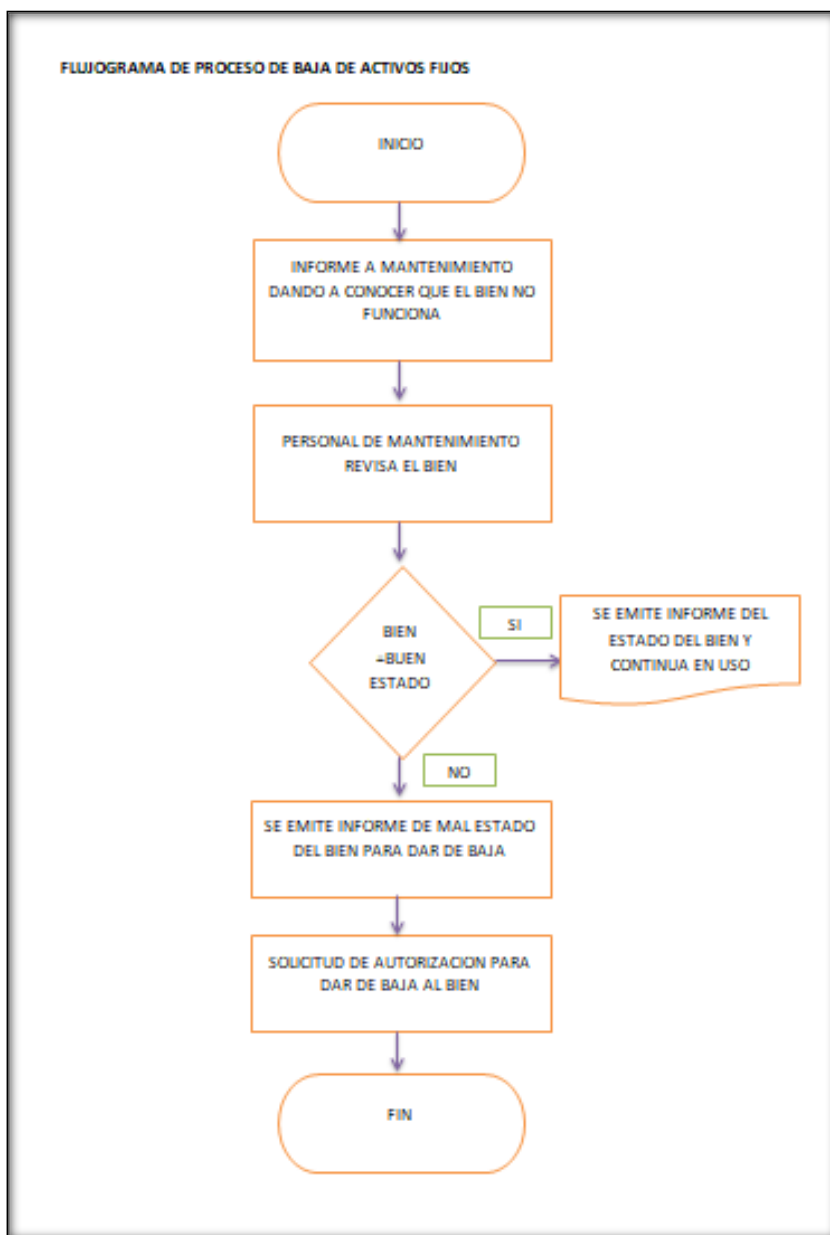 FLUJOGRAMA DE PROCESO DE BAJA DE ACTIVOS FIJOS
INICIO
INFORME A MANTENIMIENTO
DANDO A CONOCER QUE EL BIEN NO
FUNCIONA
PERSONAL DE MANTENIMIENTO
REVISA EL BIEN
BIEN
=BUEN
ESTADO
SI
SE EMITE INFORME DEL
ESTADO DEL BIEN Y
CONTINUA EN USO
NO
SE EMITE INFORME DE MAL ESTADO
DEL BIEN PARA DAR DE BAJA
SOLICITUD DE AUTORIZACION PARA
DAR DE BAJA AL BIEN
FIN